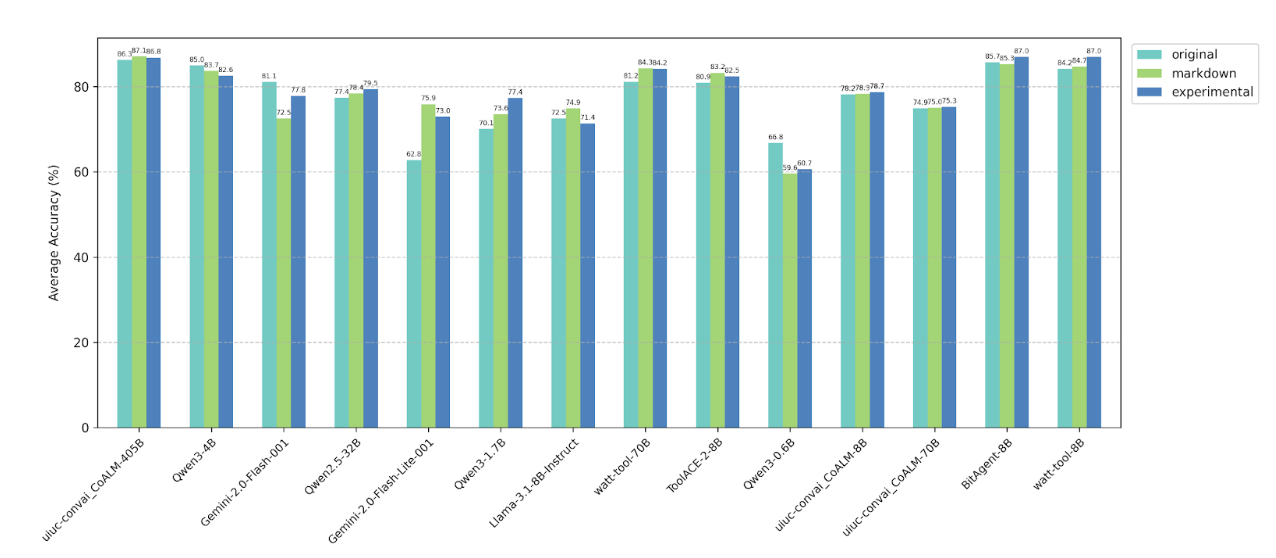 Average Accuracy (%)
80
60
40
20
0
86.3 87.1 86.8
85.0 83.7 82.6
81.1 72.5 77.8
77.4 78.4 79.5
62.8 75.9 73.0
70.1 73.6 77.4
72.5 74.9 71.4
81.2 84.3 84.2
80.9 83.2 82.5
66.8 59.6 60.7
78.2 78.3 78.7
74.9 75.0 75.3
85.7 85.3 87.0
84.2 84.7 87.0
uiuc-convai_CoALM-405B
Qwen3-4B
Gemini-2.0-Flash-001
Qwen2.5-32B
Gemini-2.0-Flash-Lite-001
Qwen3-1.7B
Llama-3.1-8B-Instruct
watt-tool-70B
ToolACE-2-8B
Qwen3-0.6B
uiuc-convai_CoALM-8B
uiuc-convai_CoALM-70B
BitAgent-8B
watt-tool-8B
original
markdown
experimental